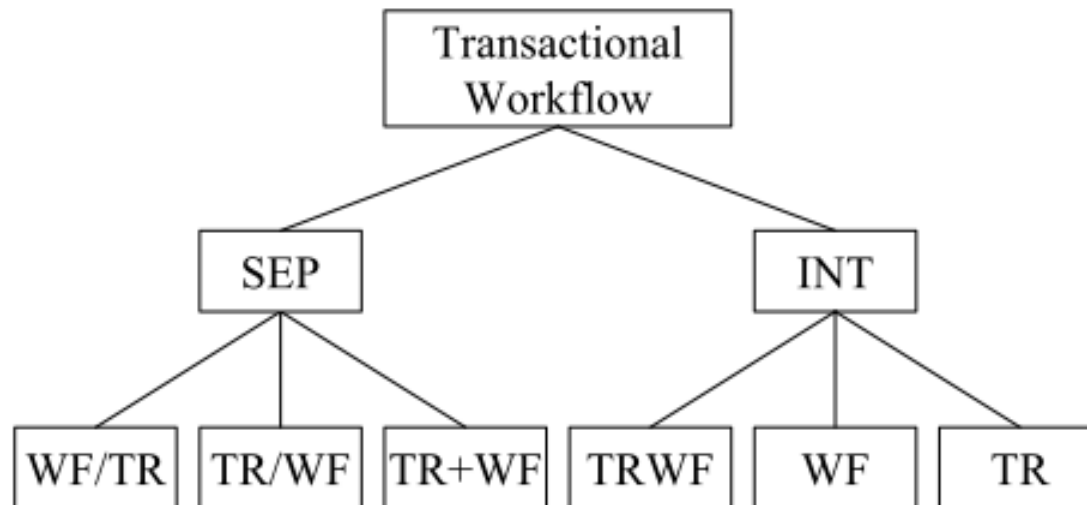 Transactional
Workflow
SEP
INT
WF/TR
TR/WF
TR+WF
TRWF
WF
TR